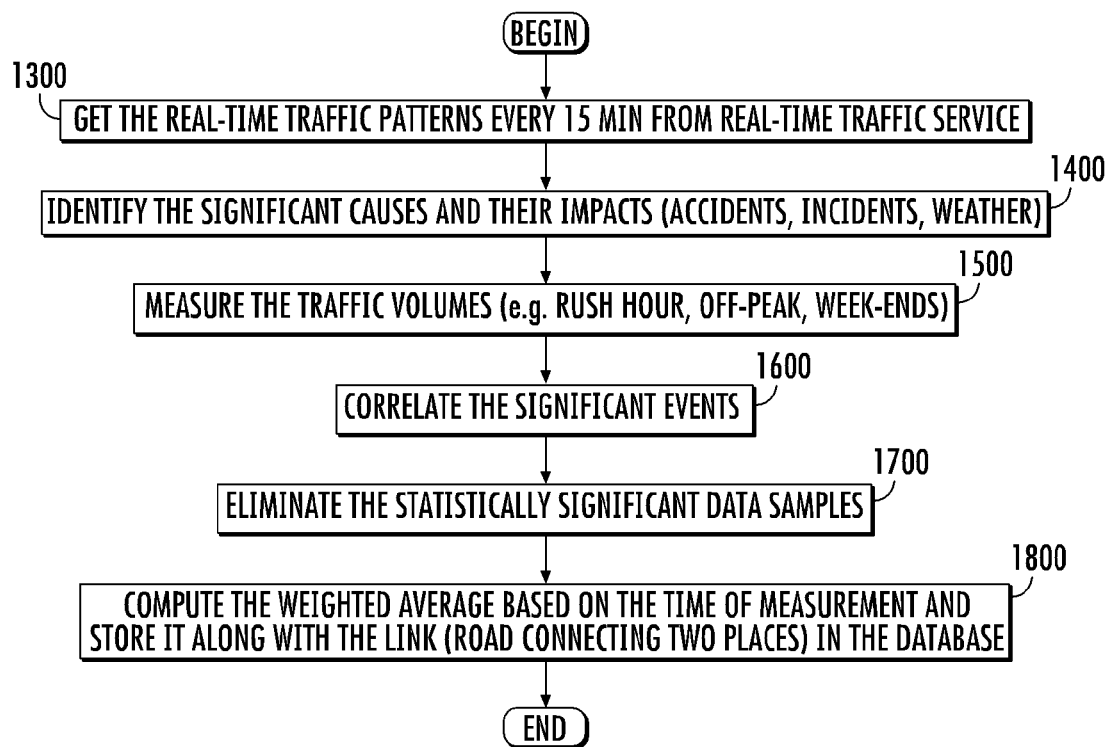 BEGIN
1300
GET THE REAL-TIME TRAFFIC PATTERNS EVERY 15 MIN FROM REAL-TIME TRAFFIC SERVICE
1400
IDENTIFY THE SIGNIFICANT CAUSES AND THEIR IMPACTS (ACCIDENTS, INCIDENTS, WEATHER)
1500
MEASURE THE TRAFFIC VOLUMES (e.g. RUSH HOUR, OFF-PEAK, WEEK-ENDS)
1600
CORRELATE THE SIGNIFICANT EVENTS
1700
ELIMINATE THE STATISTICALLY SIGNIFICANT DATA SAMPLES
1800
COMPUTE THE WEIGHTED AVERAGE BASED ON THE TIME OF MEASUREMENT AND
STORE IT ALONG WITH THE LINK (ROAD CONNECTING TWO PLACES) IN THE DATABASE
END